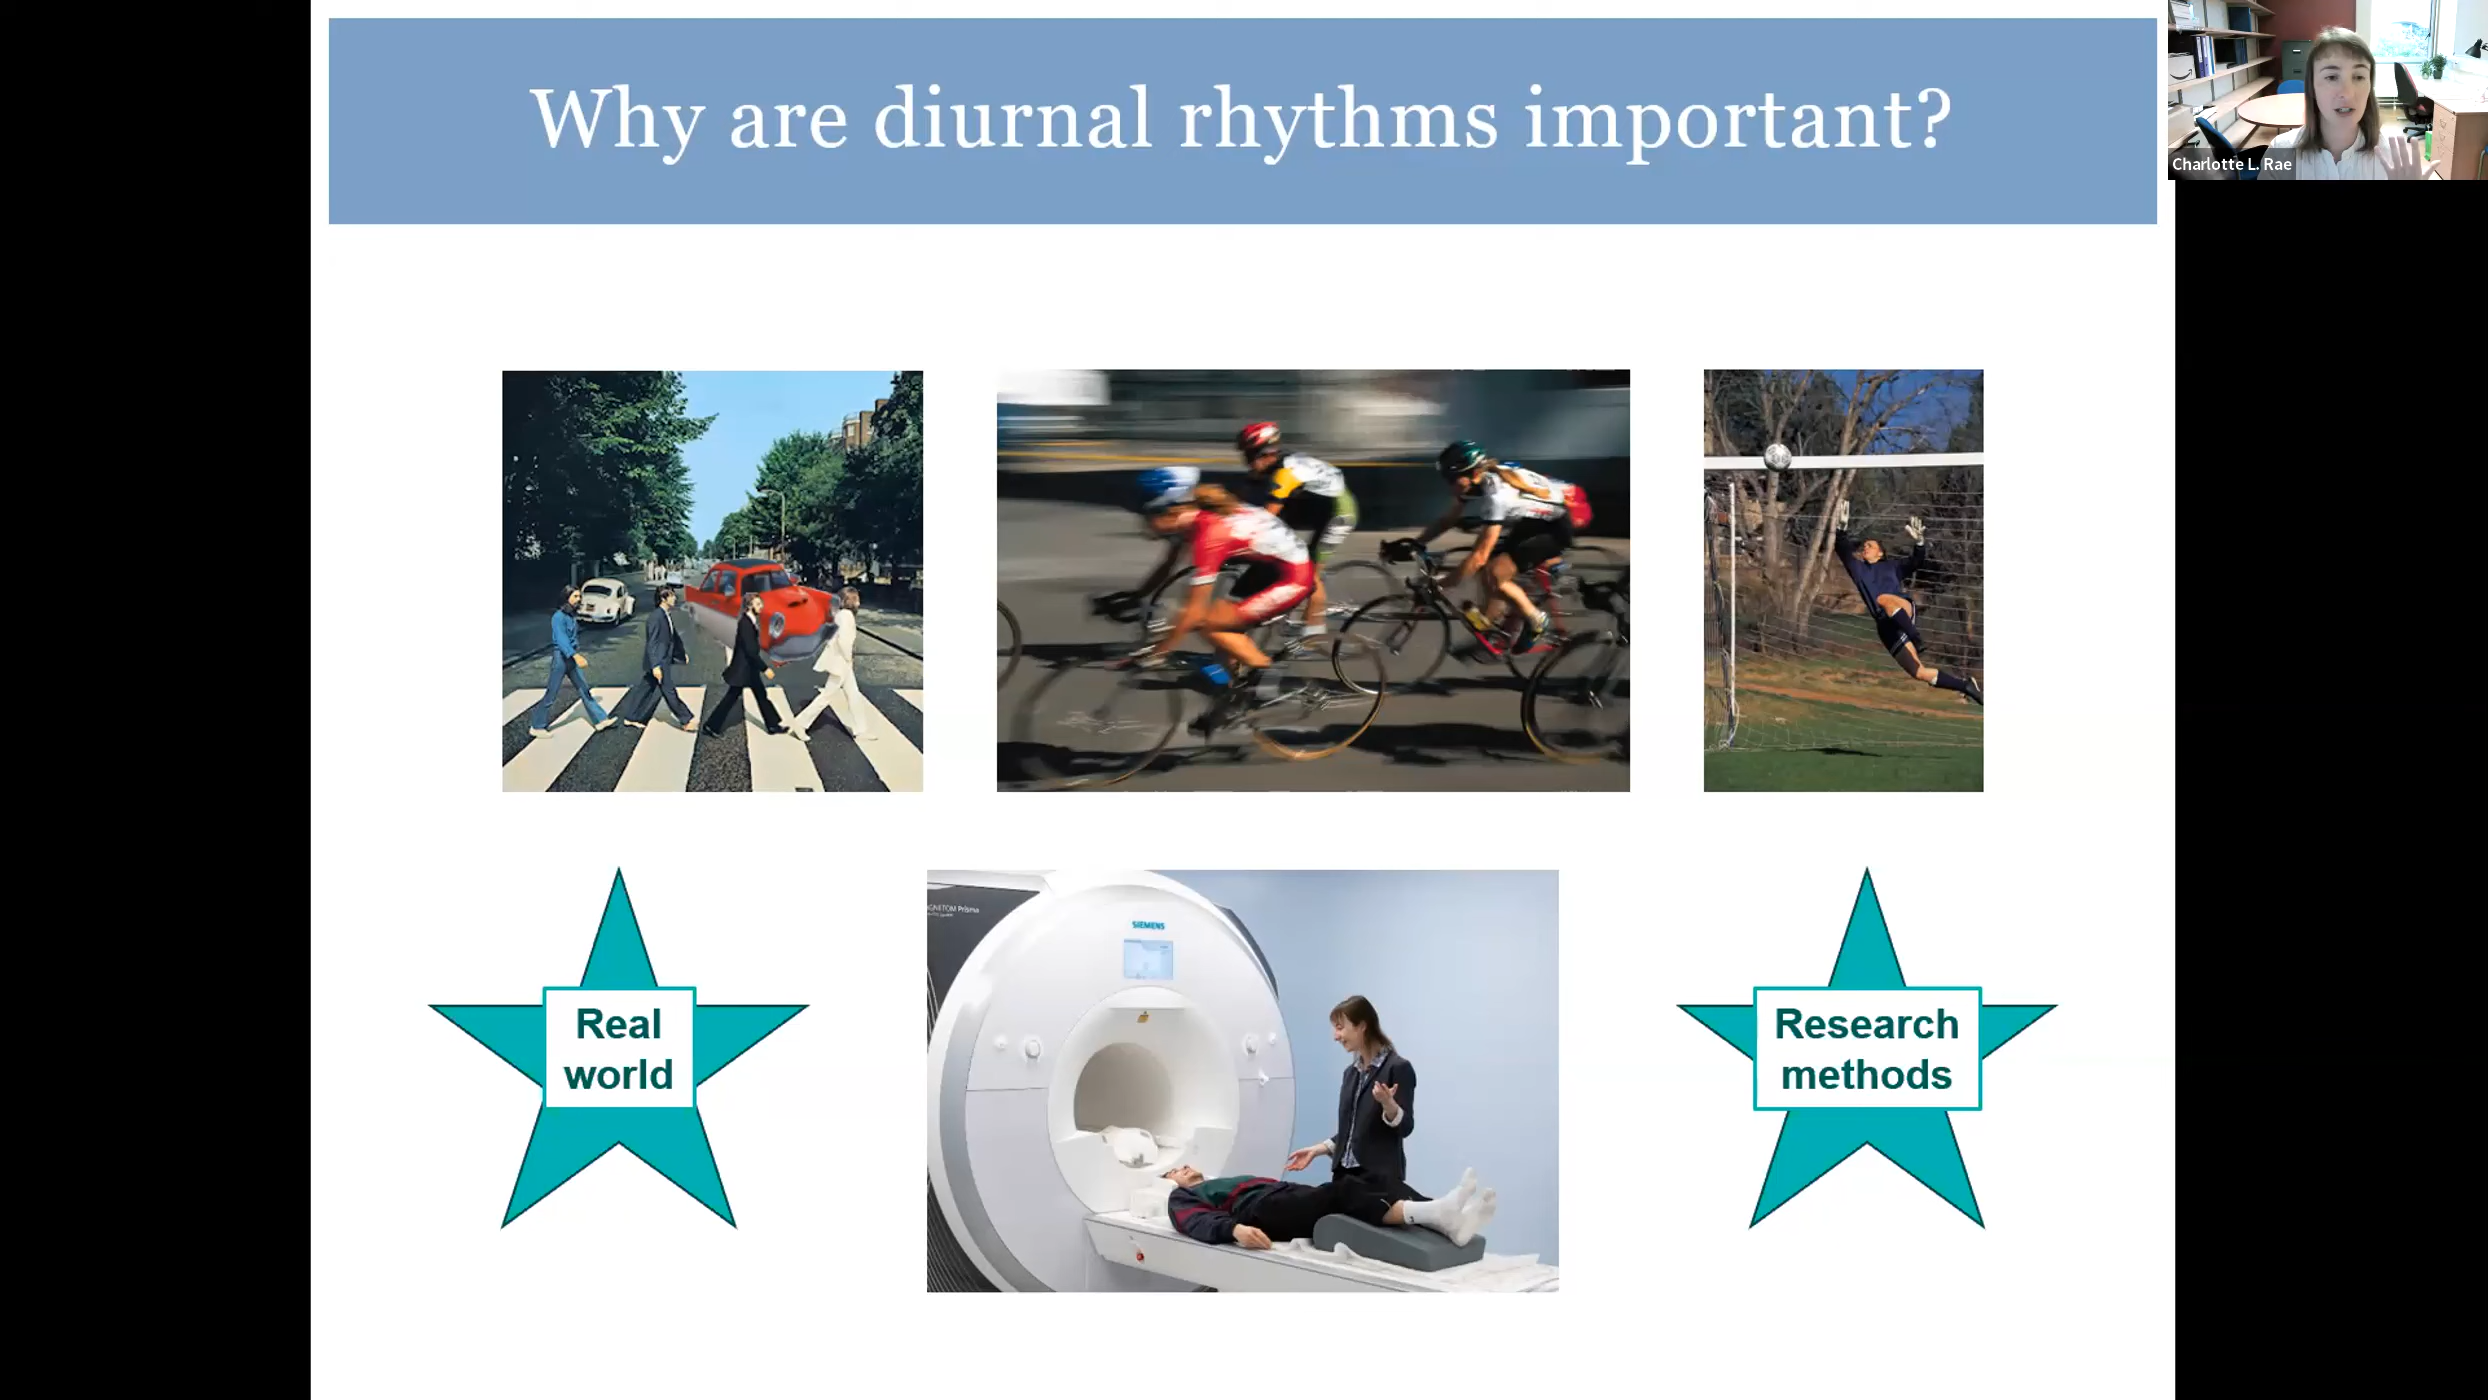 Why are diurnal rhythms important?
Charlotte L. Rae
SIEMENS
Real
world
Research
methods